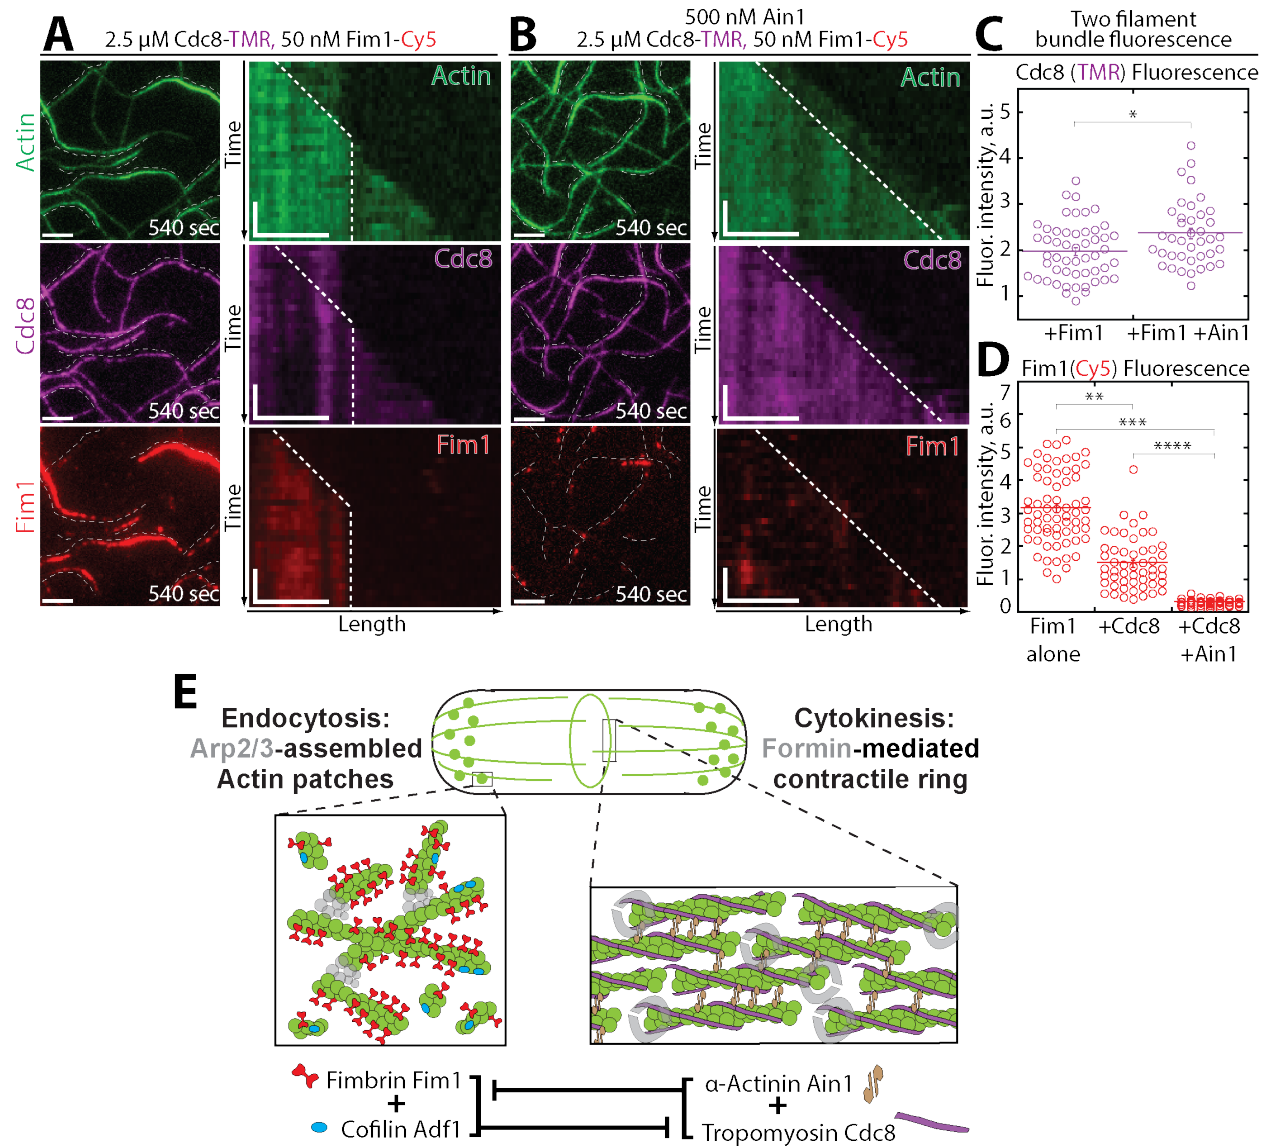 A
2.5 µM Cdc8-TMR, 50 nM Fim1-Cy5
B
500 nM Ain1
2.5 µM Cdc8-TMR, 50 nM Fim1-Cy5
C
Two filament
bundle fluorescence
Actin
540 sec
Time
Actin
540 sec
Time
Actin
Cdc8
540 sec
Time
Cdc8
540 sec
Time
Cdc8
Fim1
540 sec
Time
Fim1
540 sec
Time
Fim1
Length
Length
Cdc8 (TMR) Fluorescence
Fluor. intensity, a.u.
5
4
3
2
1
*
+Fim1
+Fim1 +Ain1
D
Fim1(Cy5) Fluorescence
Fluor. intensity, a.u.
7
6
5
4
3
2
1
0
**
***
****
Fim1
alone
+Cdc8
+Cdc8
+Ain1
E
Endocytosis:
Arp2/3-assembled
Actin patches
Cytokinesis:
Formin-mediated
contractile ring
Fimbrin Fim1
+
Cofilin Adf1
α-Actinin Ain1
+
Tropomyosin Cdc8